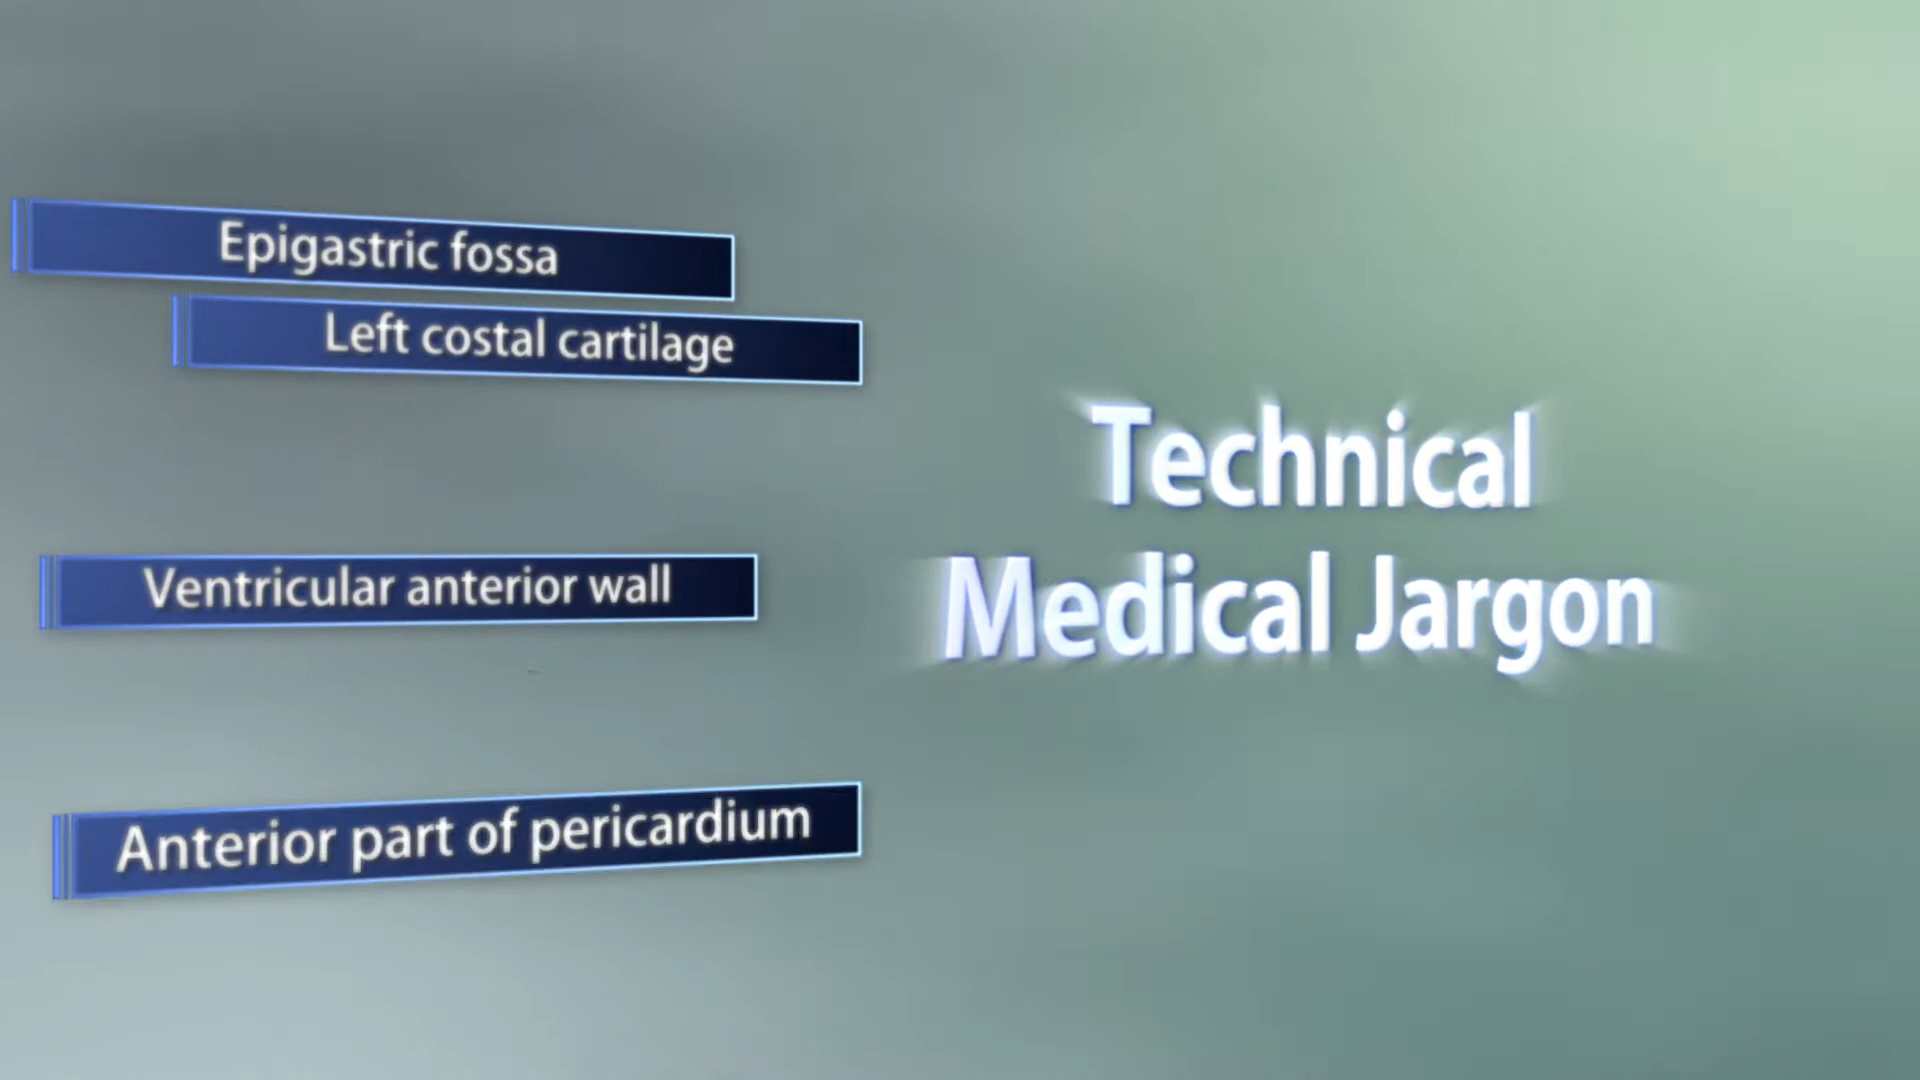 Epigastric fossa
Left costal cartilage
Ventricular anterior wall
Anterior part of pericardium
Technical
Medical Jargon